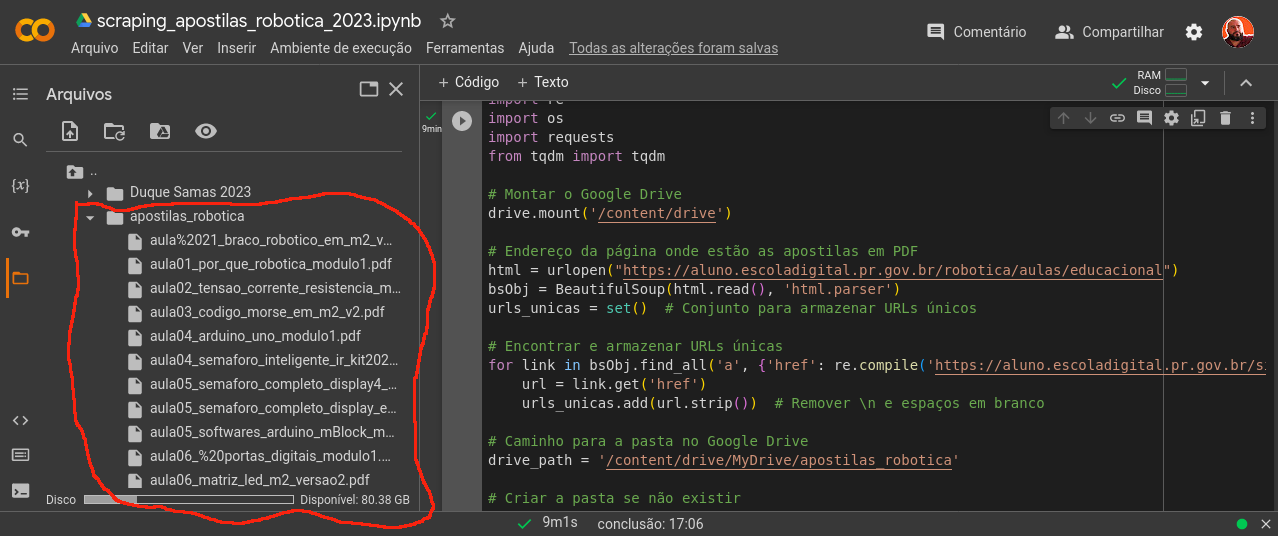 scraping_apostilas_robotica_2023.ipynb
Arquivo Editar Ver Inserir Ambiente de execução Ferramentas Ajuda Todas as alterações foram salvas
Comentário Compartilhar
Arquivos
..
Duque Samas 2023
apostilas_robotica
aula%2021_braco_robotico_em_m2_v...
aula01_por_que_robotica_modulo1.pdf
aula02_tensao_corrente_resistencia_m...
aula03_codigo_morse_em_m2_v2.pdf
aula04_arduino_uno_modulo1.pdf
aula04_semaforo_inteligente_ir_kit202...
aula05_semaforo_completo_display4_...
aula05_semaforo_completo_display_e...
aula05_softwares_arduino_mBlock_m...
aula06_%20portas_digitais_modulo1....
aula06_matriz_led_m2_versao2.pdf
Disco Disponível: 80.38 GB
+ Código + Texto
RAM
Disco
9min
import re
import os
import requests
from tqdm import tqdm
# Montar o Google Drive
drive.mount('/content/drive')
# Endereço da página onde estão as apostilas em PDF
html = urlopen("https://aluno.escoladigital.pr.gov.br/robotica/aulas/educacional")
bsObj = BeautifulSoup(html.read(), 'html.parser')
urls_unicas = set()  # Conjunto para armazenar URLs únicos
# Encontrar e armazenar URLs únicas
for link in bsObj.find_all('a', {'href': re.compile('https://aluno.escoladigital.pr.gov.br/si
    url = link.get('href')
    urls_unicas.add(url.strip())  # Remover \n e espaços em branco
# Caminho para a pasta no Google Drive
drive_path = '/content/drive/MyDrive/apostilas_robotica'
# Criar a pasta se não existir
9m1s conclusão: 17:06